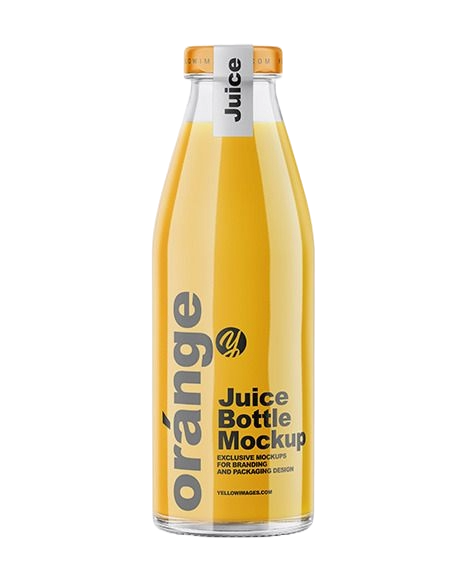 Juice
oránge
Juice
Bottle
Mockup
EXCLUSIVE MOCKUPS
FOR BRANDING
AND PACKAGING DESIGN
YELLOWIMAGES.COM